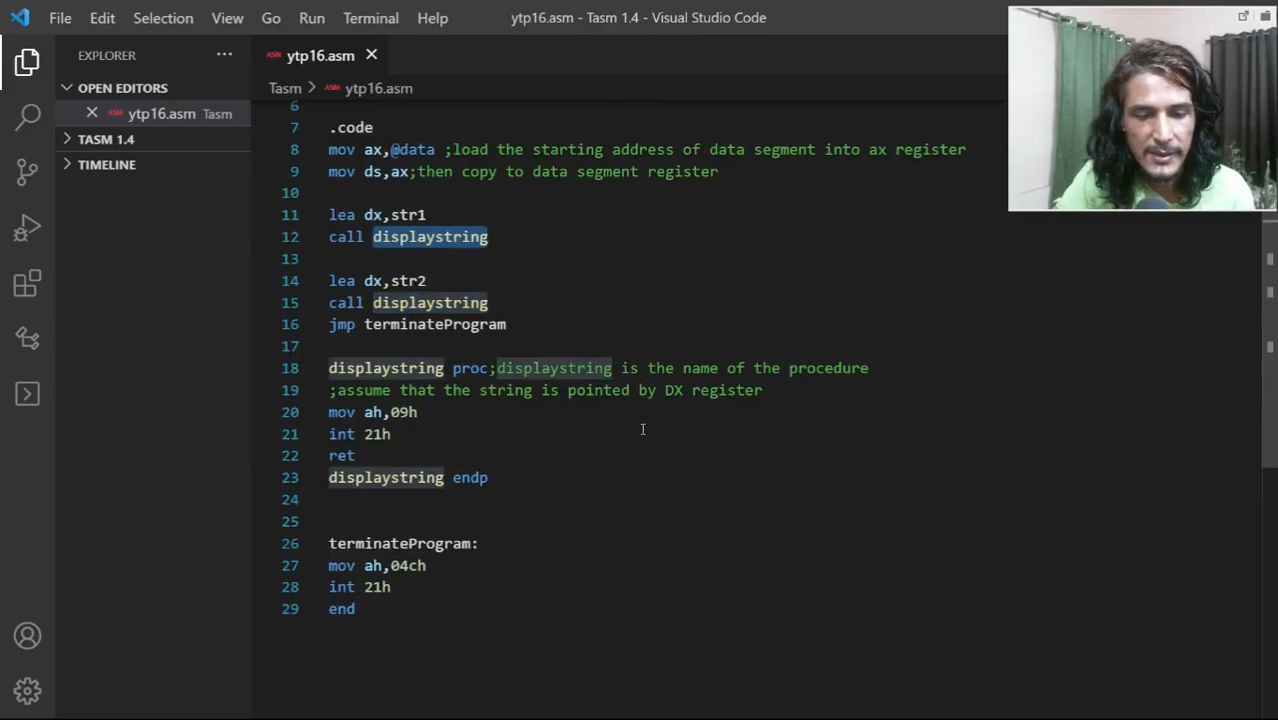 File Edit Selection View Go Run Terminal Help ytp16.asm - Tasm 1.4 - Visual Studio Code
EXPLORER ...
OPEN EDITORS
ASM ytp16.asm Tasm
TASM 1.4
TIMELINE
ASM ytp16.asm
Tasm > ASM ytp16.asm
6
7 .code
8 mov ax,@data ;load the starting address of data segment into ax register
9 mov ds,ax;then copy to data segment register
10
11 lea dx,str1
12 call displaystring
13
14 lea dx,str2
15 call displaystring
16 jmp terminateProgram
17
18 displaystring proc;displaystring is the name of the procedure
19 ;assume that the string is pointed by DX register
20 mov ah,09h
21 int 21h
22 ret
23 displaystring endp
24
25
26 terminateProgram:
27 mov ah,04ch
28 int 21h
29 end